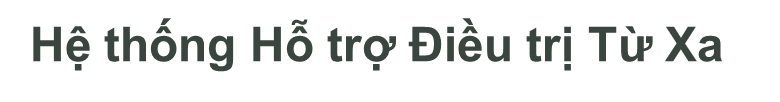 Hệ thống Hỗ trợ Điều trị Từ Xa